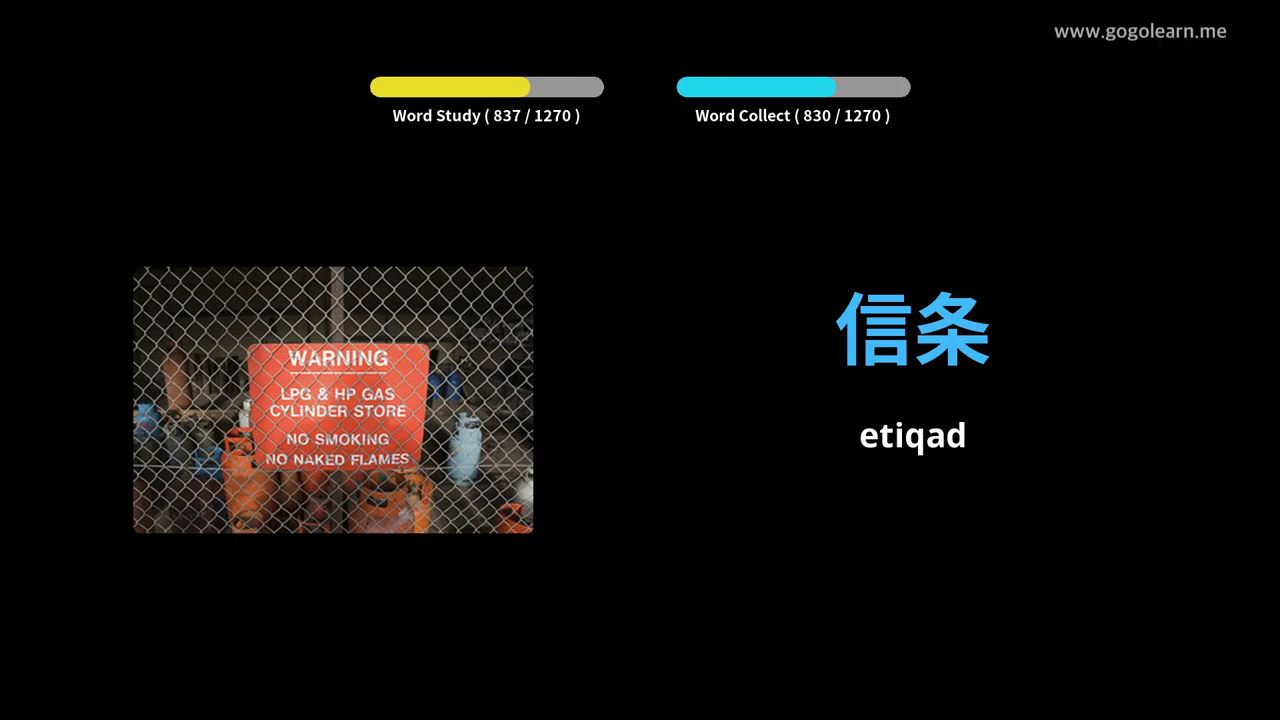 www.gogolearn.me
Word Study ( 837 / 1270 )
Word Collect ( 830 / 1270 )
WARNING
LPG & HP GAS
CYLINDER STORE
NO SMOKING
NO NAKED FLAMES
信条
etiqad